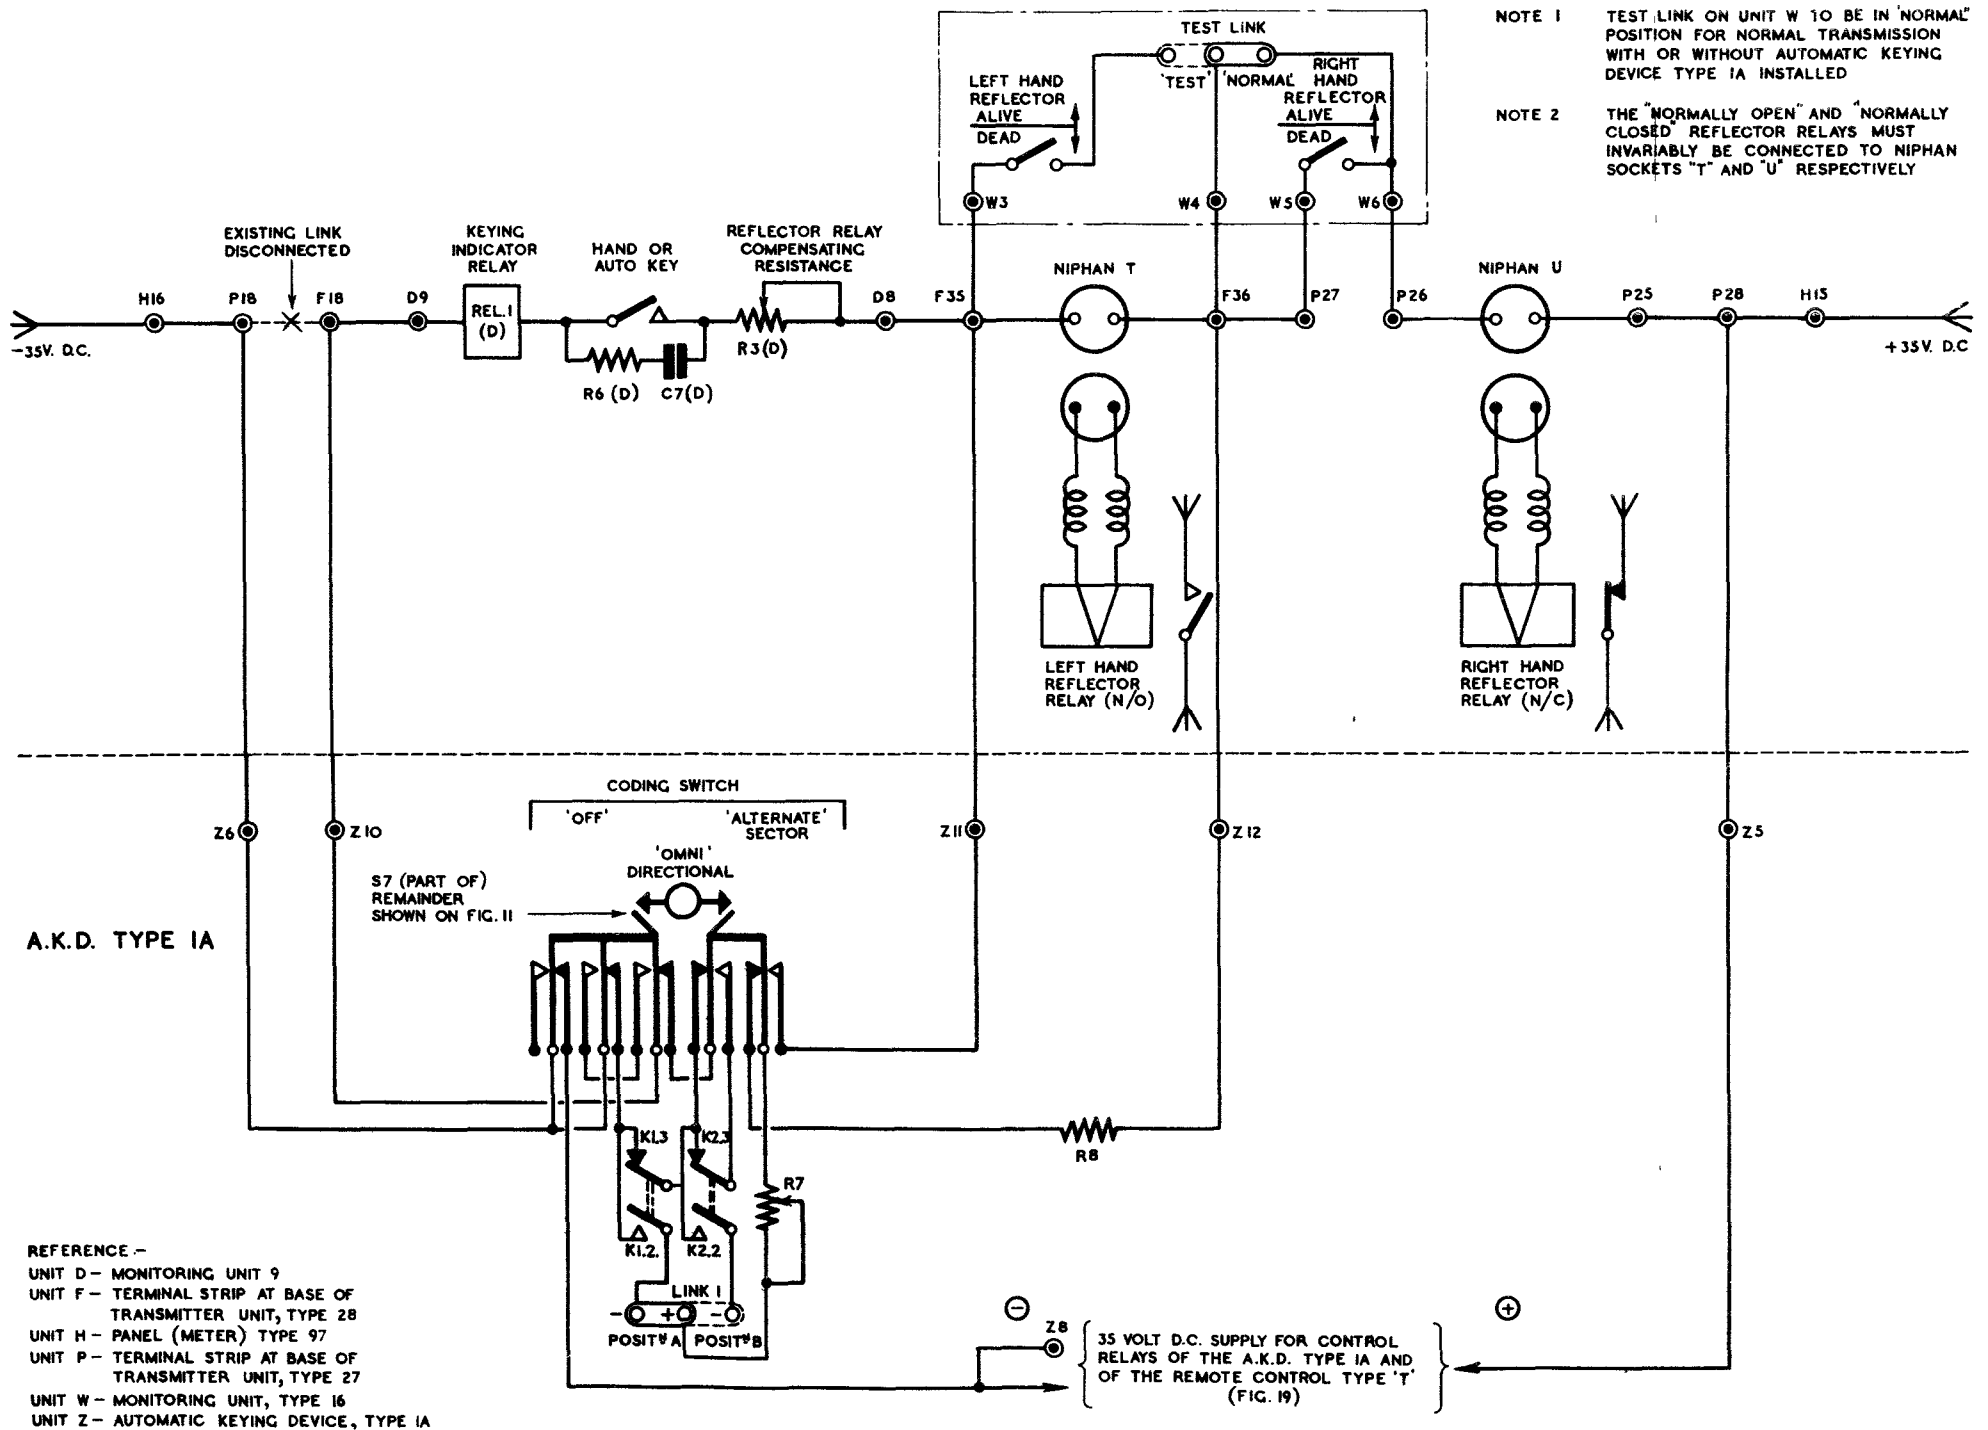 NOTE 1 TEST LINK ON UNIT W TO BE IN 'NORMAL"
POSITION FOR NORMAL TRANSMISSION
WITH OR WITHOUT AUTOMATIC KEYING
DEVICE TYPE 1A INSTALLED
NOTE 2 THE "NORMALLY OPEN" AND "NORMALLY
CLOSED" REFLECTOR RELAYS MUST
INVARIABLY BE CONNECTED TO NIPHAN
SOCKETS "T" AND "U" RESPECTIVELY
TEST LINK
'TEST' 'NORMAL'
LEFT HAND
REFLECTOR
ALIVE
DEAD
RIGHT
HAND
REFLECTOR
ALIVE
DEAD
W3
W4
W5
W6
EXISTING LINK
DISCONNECTED
KEYING
INDICATOR
RELAY
HAND OR
AUTO KEY
REFLECTOR RELAY
COMPENSATING
RESISTANCE
NIPHAN T
NIPHAN U
H16
P18
F18
D9
REL.1
(D)
R6 (D)
C7(D)
R3(D)
D8
F35
F36
P27
P26
P25
P28
H15
-35V. D.C.
+35V. D.C
LEFT HAND
REFLECTOR
RELAY (N/O)
RIGHT HAND
REFLECTOR
RELAY (N/C)
CODING SWITCH
'OFF'
'ALTERNATE'
SECTOR
'OMNI'
DIRECTIONAL
Z6
Z10
Z11
Z12
Z5
S7 (PART OF)
REMAINDER
SHOWN ON FIG. 11
A.K.D. TYPE 1A
K1.3
K2.3
R8
R7
K1.2.
K2.2
LINK 1
- + -
POSITN A POSITN B
− +
Z8
35 VOLT D.C. SUPPLY FOR CONTROL
RELAYS OF THE A.K.D. TYPE 1A AND
OF THE REMOTE CONTROL TYPE 'T'
(FIG. 19)
REFERENCE :-
UNIT D – MONITORING UNIT 9
UNIT F – TERMINAL STRIP AT BASE OF
TRANSMITTER UNIT, TYPE 28
UNIT H – PANEL (METER) TYPE 97
UNIT P – TERMINAL STRIP AT BASE OF
TRANSMITTER UNIT, TYPE 27
UNIT W – MONITORING UNIT, TYPE 16
UNIT Z – AUTOMATIC KEYING DEVICE, TYPE 1A